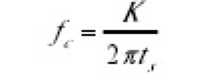 f_c = K / 2πt_s